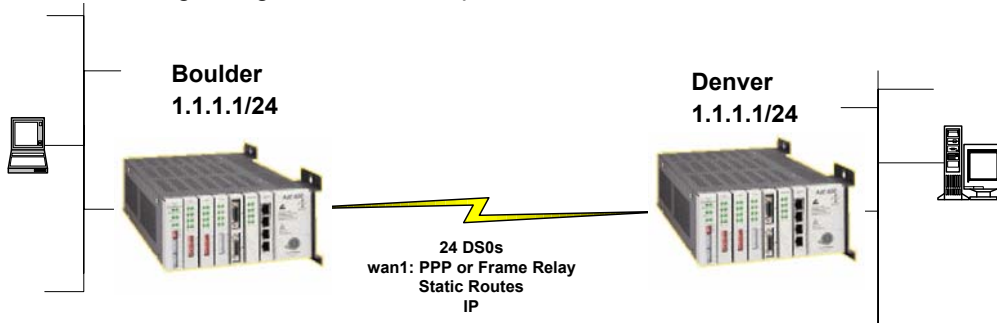 Boulder
1.1.1.1/24
Denver
1.1.1.1/24
24 DS0s
wan1: PPP or Frame Relay
Static Routes
IP